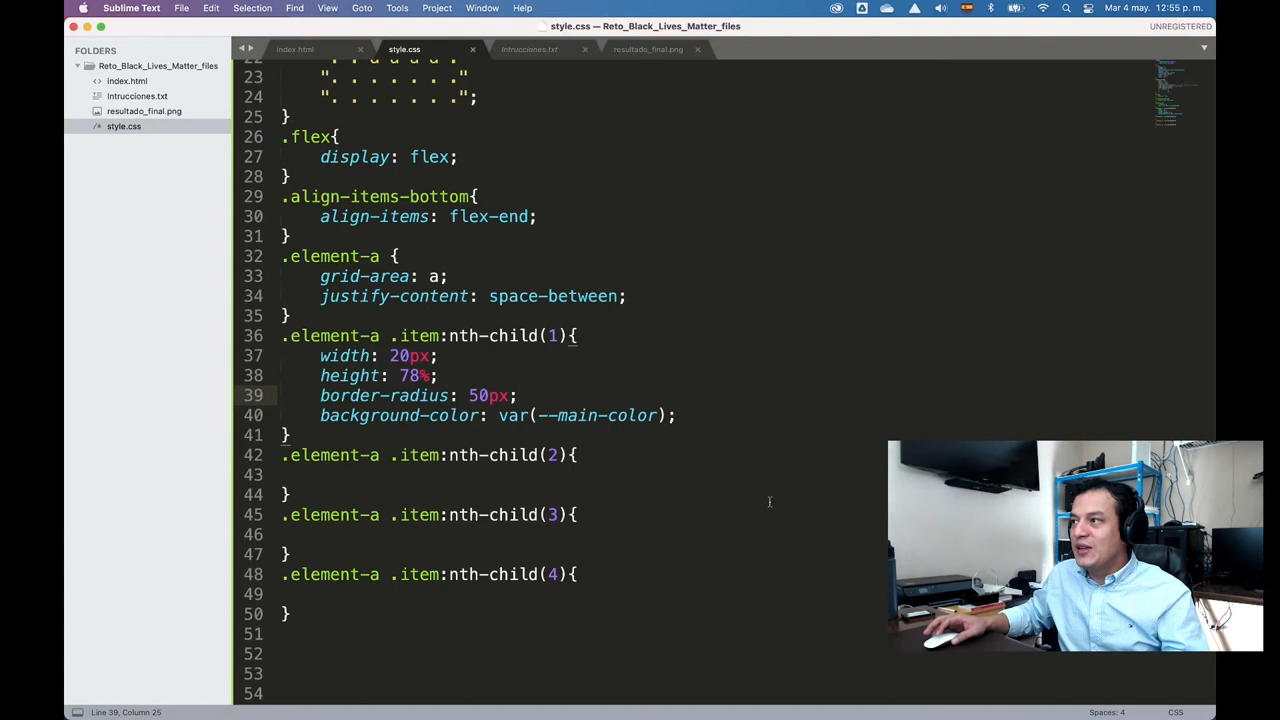 Sublime Text File Edit Selection Find View Goto Tools Project Window Help Mar 4 may. 12:55 p. m.
style.css — Reto_Black_Lives_Matter_files UNREGISTERED
FOLDERS
Reto_Black_Lives_Matter_files
index.html
Intrucciones.txt
resultado_final.png
style.css
index.html style.css Intrucciones.txt resultado_final.png
22 ". . a a a a."
23 ". . . . . . ."
24 ". . . . . . .";
25 }
26 .flex{
27 display: flex;
28 }
29 .align-items-bottom{
30 align-items: flex-end;
31 }
32 .element-a {
33 grid-area: a;
34 justify-content: space-between;
35 }
36 .element-a .item:nth-child(1){
37 width: 20px;
38 height: 78%;
39 border-radius: 50px;
40 background-color: var(--main-color);
41 }
42 .element-a .item:nth-child(2){
43
44 }
45 .element-a .item:nth-child(3){
46
47 }
48 .element-a .item:nth-child(4){
49
50 }
51
52
53
54
Line 39, Column 25 Spaces: 4 CSS